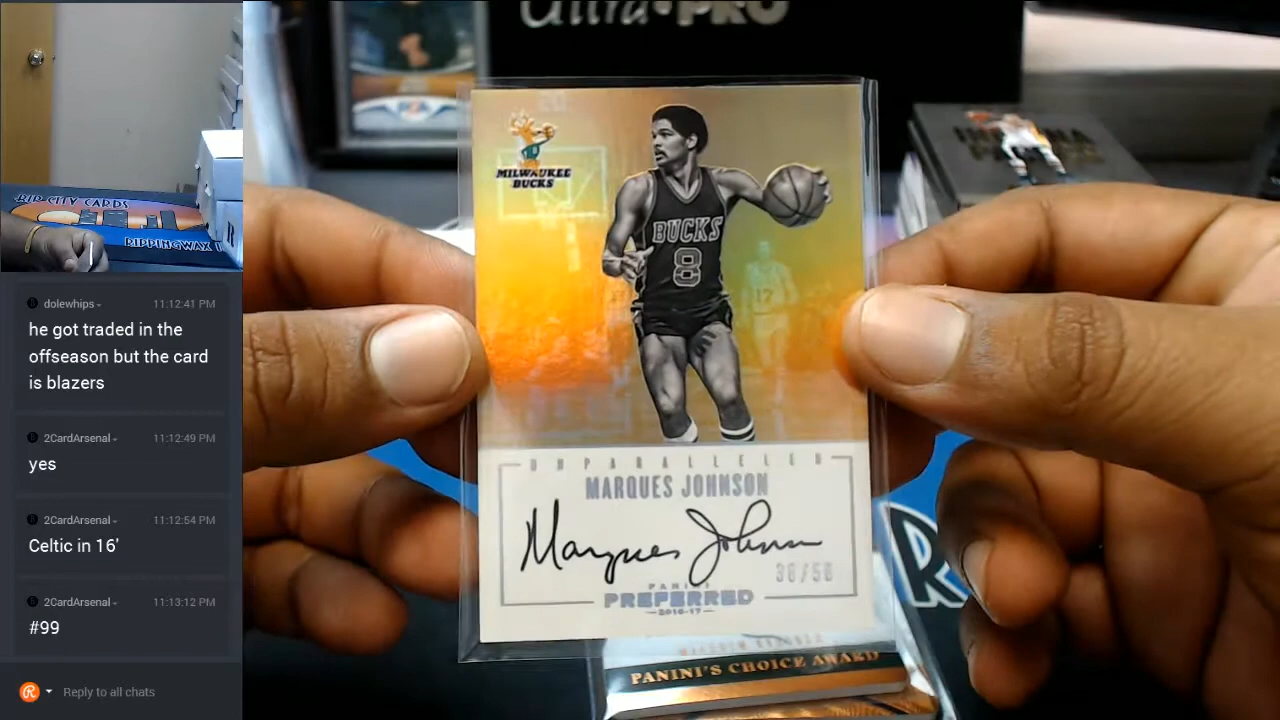 Ultra•PRO
RIP CITY CARDS
RIPPINGWAX
dolewhips
11:12:41 PM
he got traded in the
offseason but the card
is blazers
2CardArsenal
11:12:49 PM
yes
2CardArsenal
11:12:54 PM
Celtic in 16'
2CardArsenal
11:13:12 PM
#99
Reply to all chats
MILWAUKEE
BUCKS
BUCKS
8
17
UNPARALLELED
MARQUES JOHNSON
Marques Johnson
PANINI
PREFERRED
2016-17
PANINI'S CHOICE AWARD